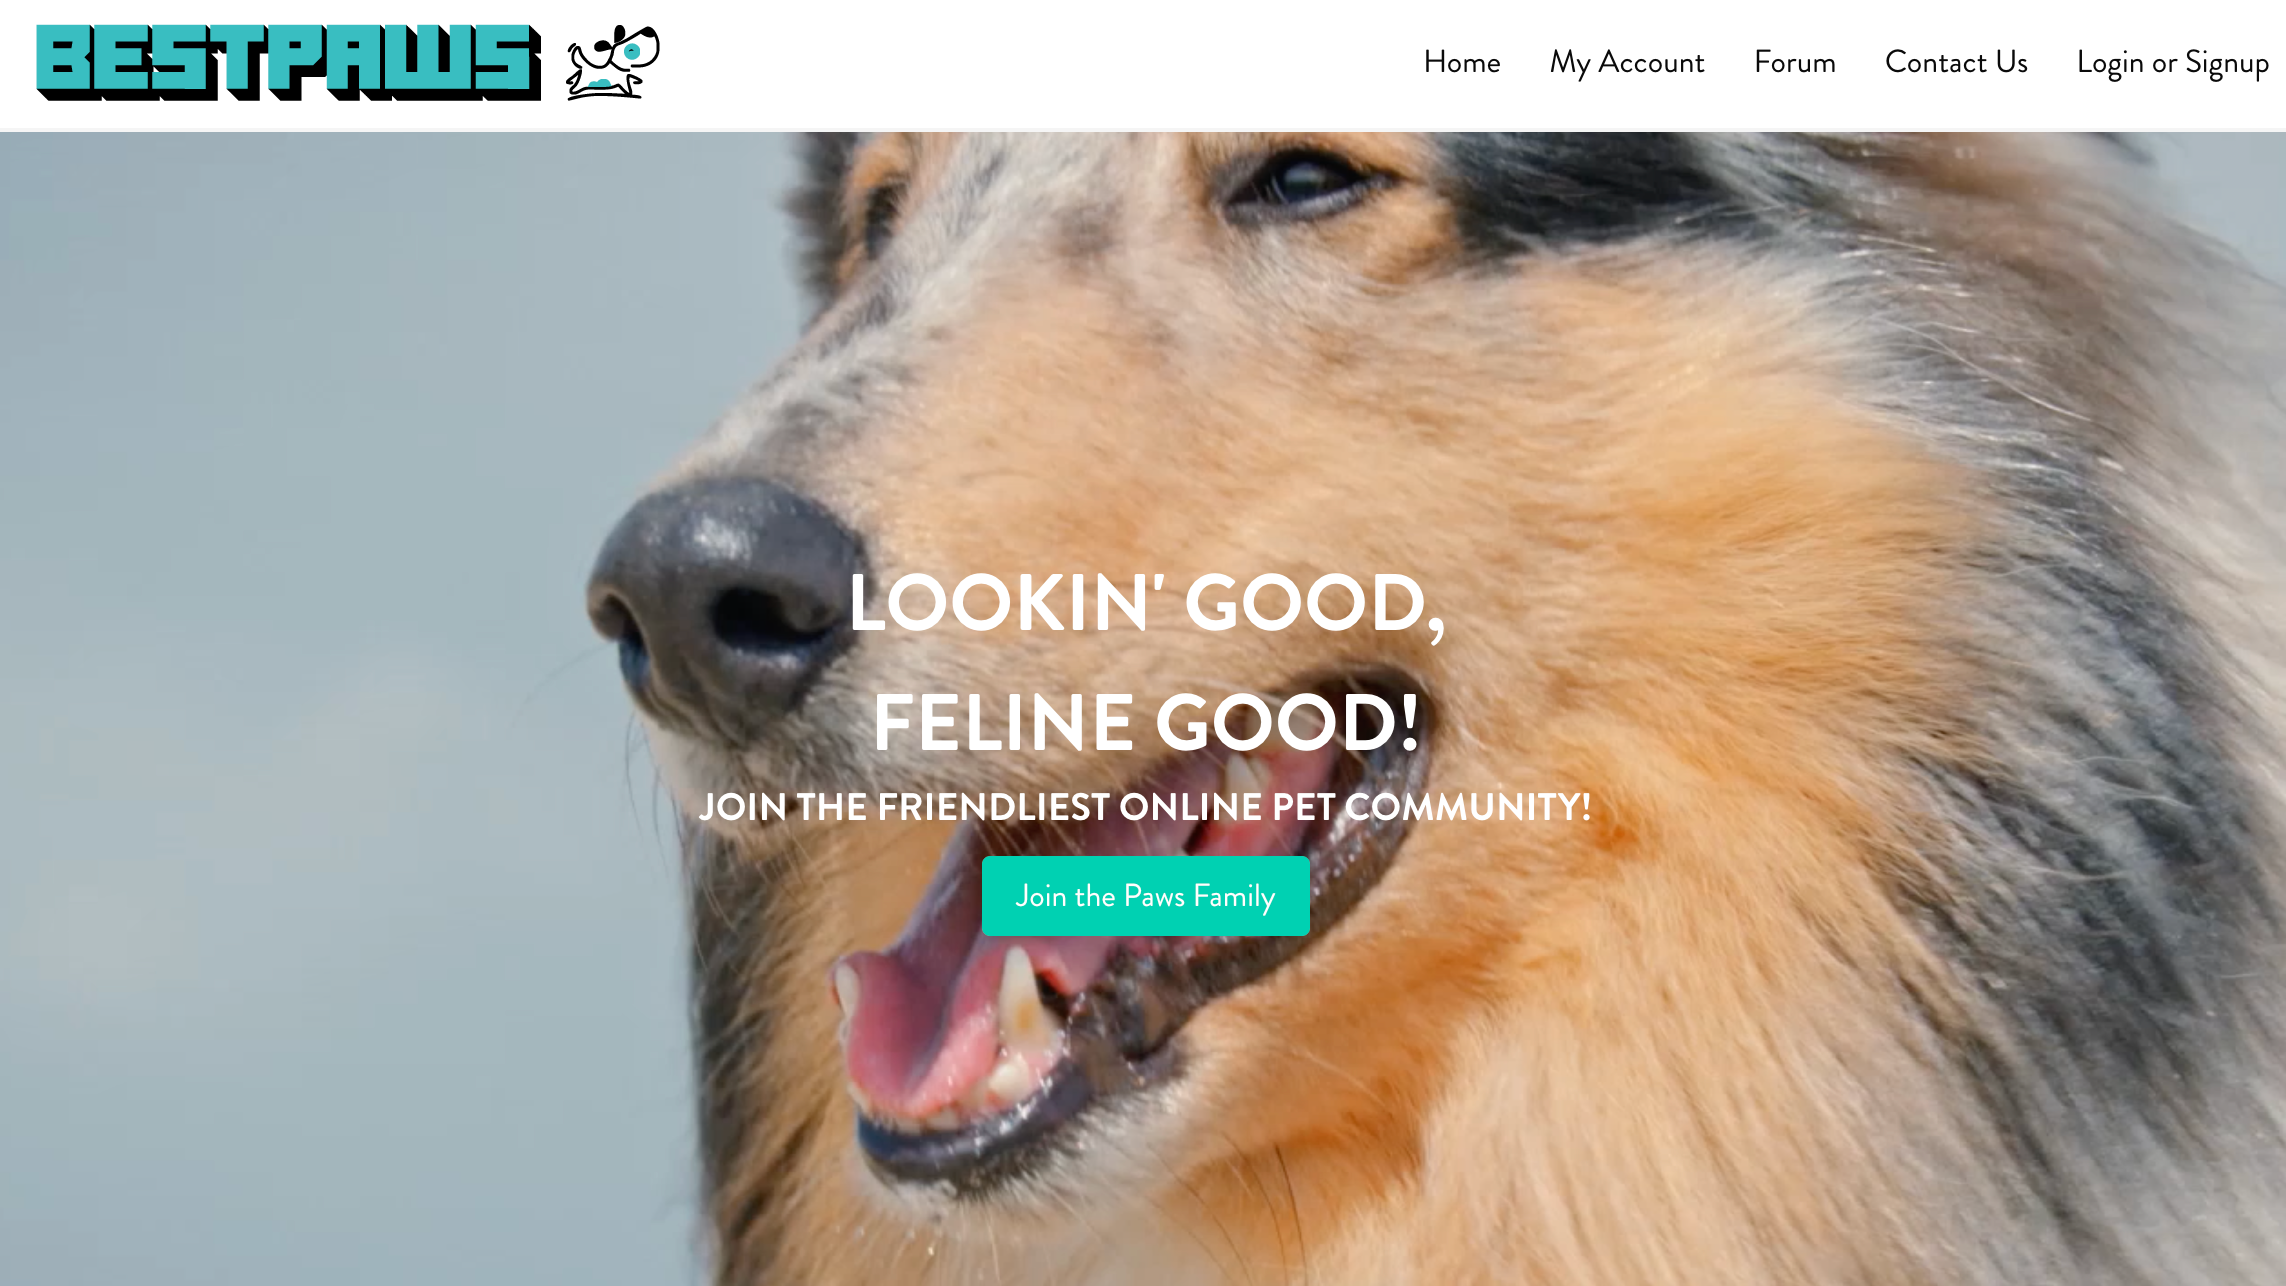 BESTPAWS
Home My Account Forum Contact Us Login or Signup
LOOKIN' GOOD,
FELINE GOOD!
JOIN THE FRIENDLIEST ONLINE PET COMMUNITY!
Join the Paws Family